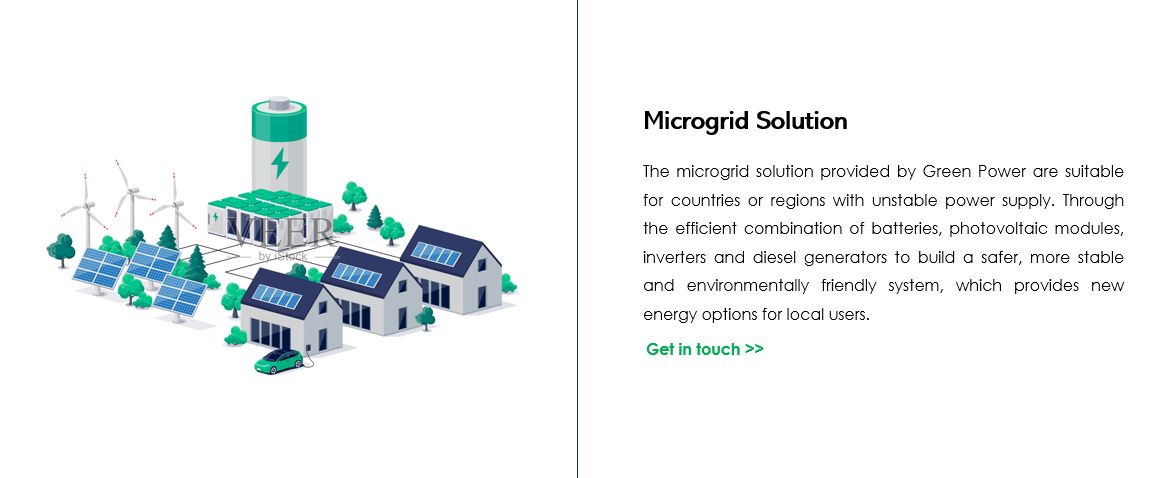 VEER
by iStock
Microgrid Solution
The microgrid solution provided by Green Power are suitable
for countries or regions with unstable power supply. Through
the efficient combination of batteries, photovoltaic modules,
inverters and diesel generators to build a safer, more stable
and environmentally friendly system, which provides new
energy options for local users.
Get in touch >>